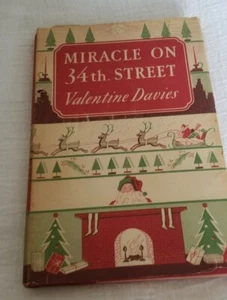 MIRACLE ON
34th. STREET
Valentine Davies